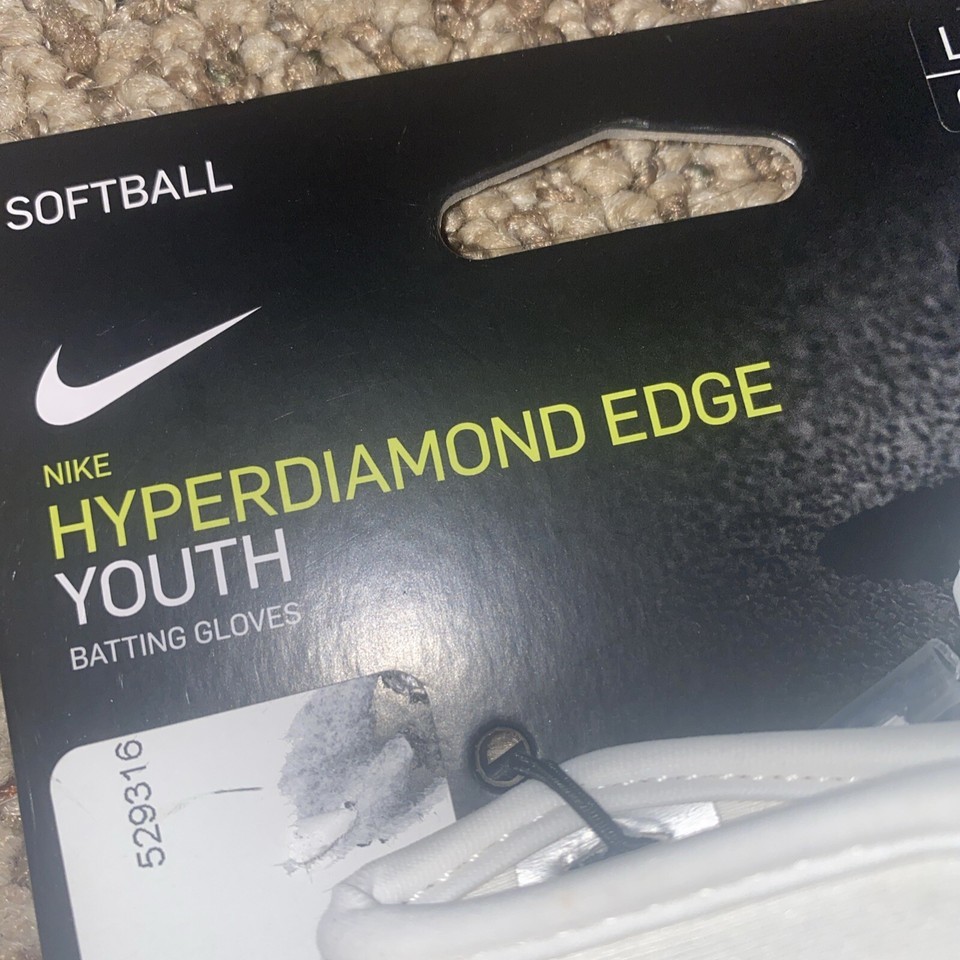 SOFTBALL
L
NIKE
HYPERDIAMOND EDGE
YOUTH
BATTING GLOVES
529316